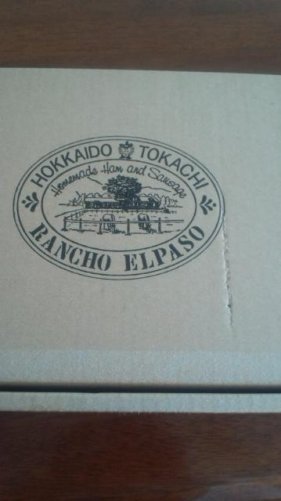 HOKKAIDO TOKACHI
Homemade Ham and Sausage
RANCHO ELPASO